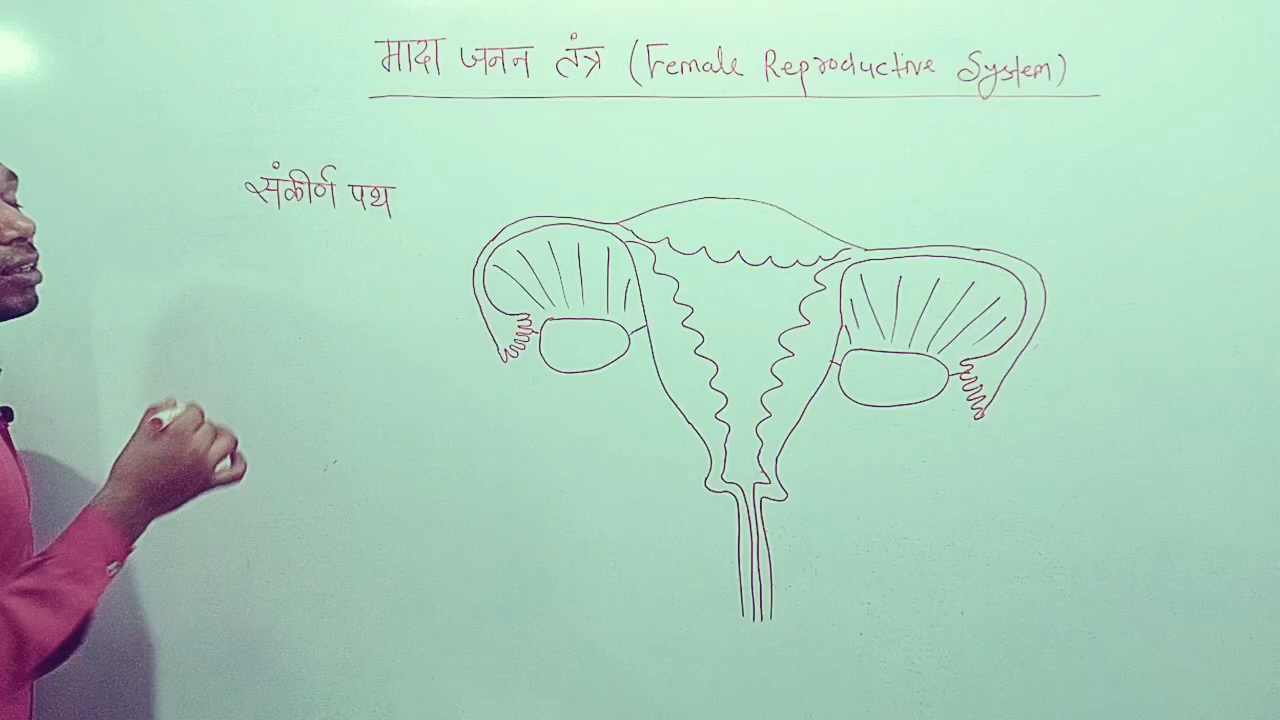 मादा जनन तंत्र (Female Reproductive System)
संकीर्ण पथ